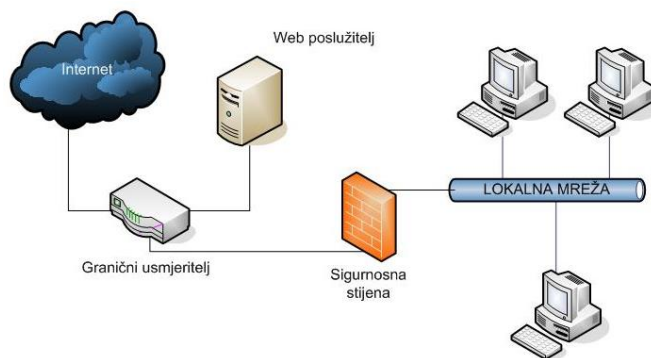 Web poslužitelj
Internet
LOKALNA MREŽA
Granični usmjeritelj
Sigurnosna
stijena